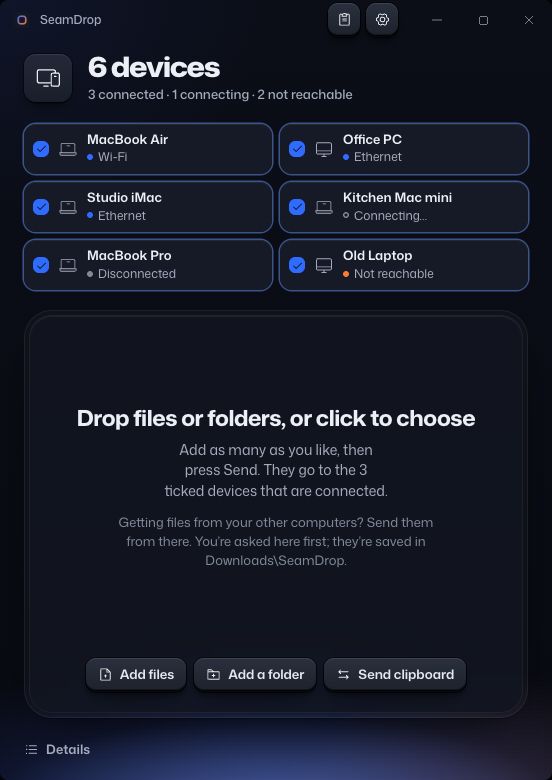 SeamDrop
6 devices
3 connected · 1 connecting · 2 not reachable
MacBook Air
Wi-Fi
Office PC
Ethernet
Studio iMac
Ethernet
Kitchen Mac mini
Connecting...
MacBook Pro
Disconnected
Old Laptop
Not reachable
Drop files or folders, or click to choose
Add as many as you like, then
press Send. They go to the 3
ticked devices that are connected.
Getting files from your other computers? Send them
from there. You’re asked here first; they’re saved in
Downloads\SeamDrop.
Add files
Add a folder
Send clipboard
Details